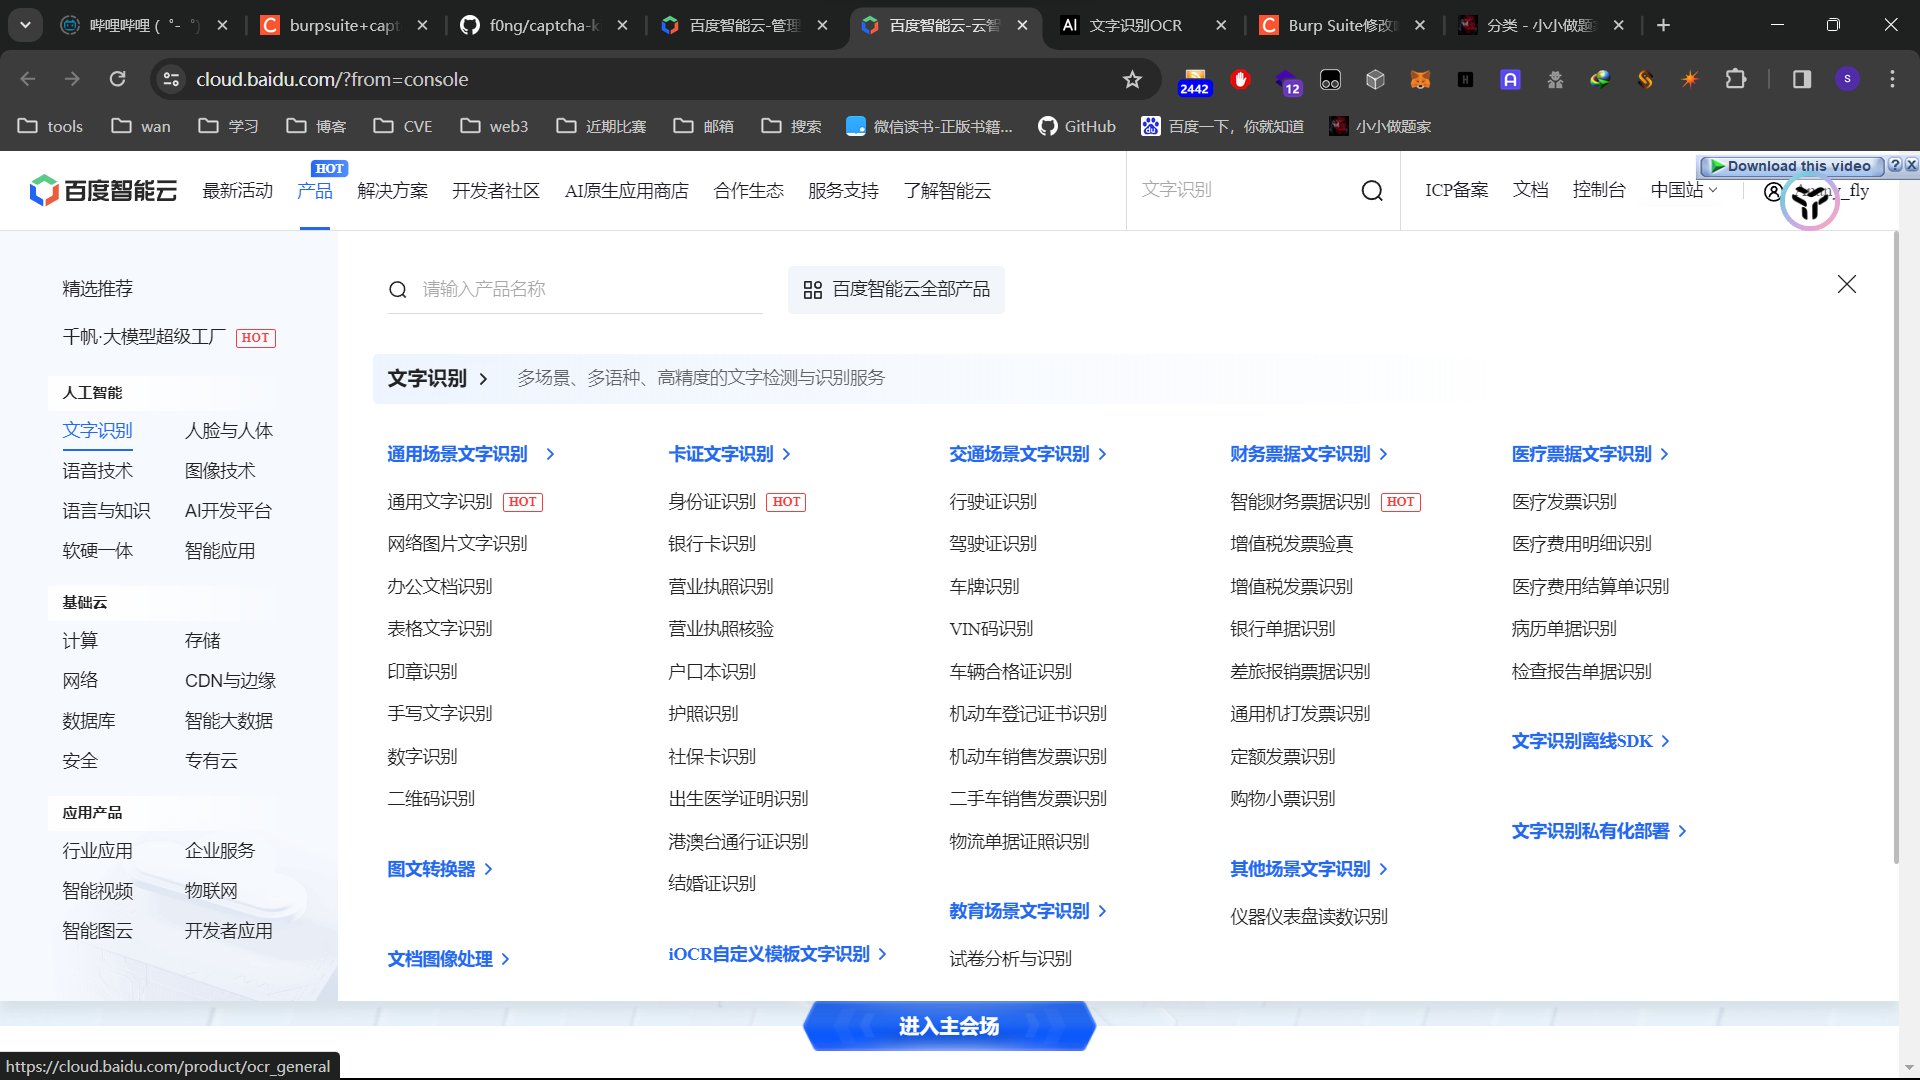 哔哩哔哩 (゜-゜)
burpsuite+capt
f0ng/captcha-k
百度智能云-管理
百度智能云-云智
文字识别OCR
Burp Suite修改
分类 - 小小做题
cloud.baidu.com/?from=console
2442
12
tools
wan
学习
博客
CVE
web3
近期比赛
邮箱
搜索
微信读书-正版书籍...
GitHub
百度一下，你就知道
小小做题家
Download this video
百度智能云
最新活动
产品
HOT
解决方案
开发者社区
AI原生应用商店
合作生态
服务支持
了解智能云
文字识别
ICP备案
文档
控制台
中国站
_fly
精选推荐
千帆·大模型超级工厂 HOT
人工智能
文字识别 人脸与人体
语音技术 图像技术
语言与知识 AI开发平台
软硬一体 智能应用
基础云
计算 存储
网络 CDN与边缘
数据库 智能大数据
安全 专有云
应用产品
行业应用 企业服务
智能视频 物联网
智能图云 开发者应用
请输入产品名称
百度智能云全部产品
文字识别 > 多场景、多语种、高精度的文字检测与识别服务
通用场景文字识别 >
通用文字识别 HOT
网络图片文字识别
办公文档识别
表格文字识别
印章识别
手写文字识别
数字识别
二维码识别
图文转换器 >
文档图像处理 >
卡证文字识别 >
身份证识别 HOT
银行卡识别
营业执照识别
营业执照核验
户口本识别
护照识别
社保卡识别
出生医学证明识别
港澳台通行证识别
结婚证识别
iOCR自定义模板文字识别 >
交通场景文字识别 >
行驶证识别
驾驶证识别
车牌识别
VIN码识别
车辆合格证识别
机动车登记证书识别
机动车销售发票识别
二手车销售发票识别
物流单据证照识别
教育场景文字识别 >
试卷分析与识别
财务票据文字识别 >
智能财务票据识别 HOT
增值税发票验真
增值税发票识别
银行单据识别
差旅报销票据识别
通用机打发票识别
定额发票识别
购物小票识别
其他场景文字识别 >
仪器仪表盘读数识别
医疗票据文字识别 >
医疗发票识别
医疗费用明细识别
医疗费用结算单识别
病历单据识别
检查报告单据识别
文字识别离线SDK >
文字识别私有化部署 >
进入主会场
https://cloud.baidu.com/product/ocr_general